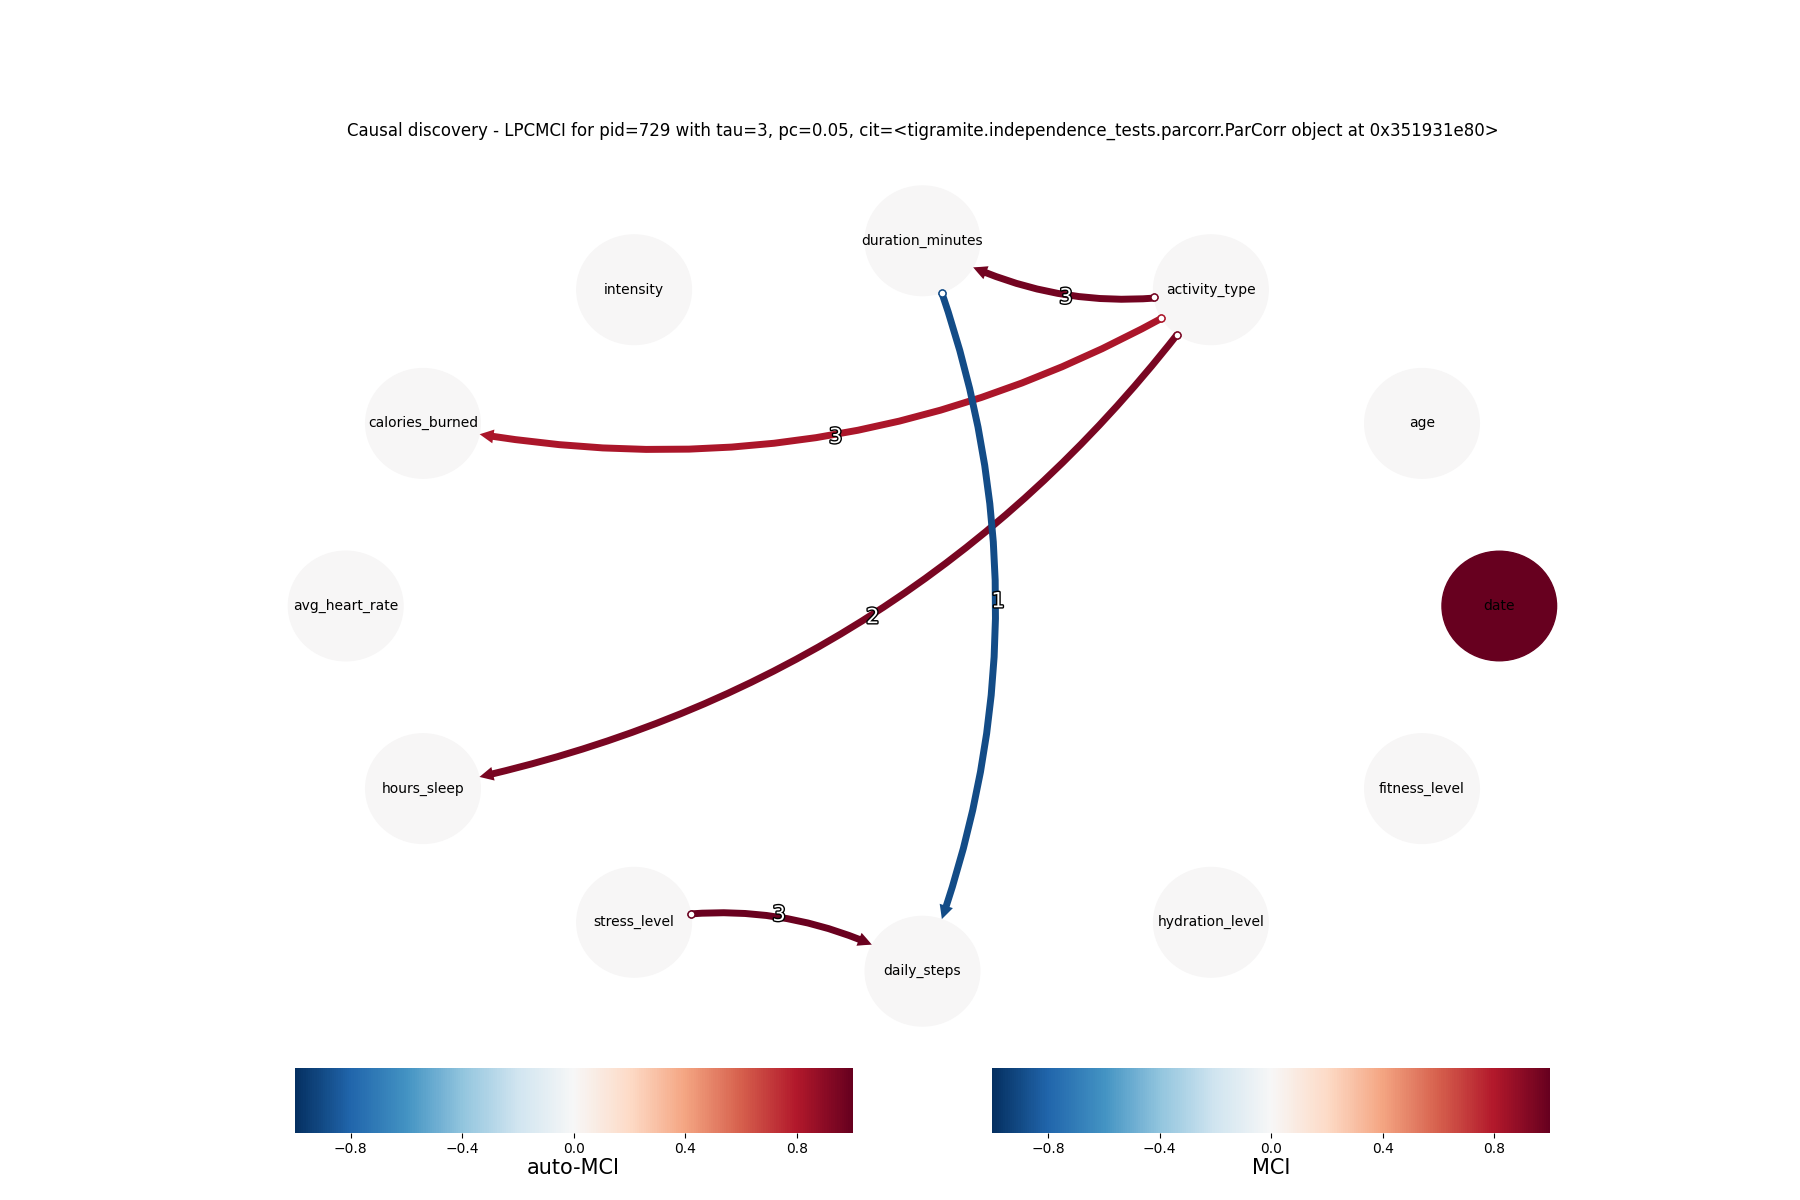 Causal discovery - LPCMCI for pid=729 with tau=3, pc=0.05, cit=<tigramite.independence_tests.parcorr.ParCorr object at 0x351931e80>
duration_minutes
intensity
activity_type
3
calories_burned
3
age
avg_heart_rate
2
1
date
hours_sleep
fitness_level
stress_level
3
hydration_level
daily_steps
−0.8
−0.4
0.0
0.4
0.8
auto-MCI
−0.8
−0.4
0.0
0.4
0.8
MCI